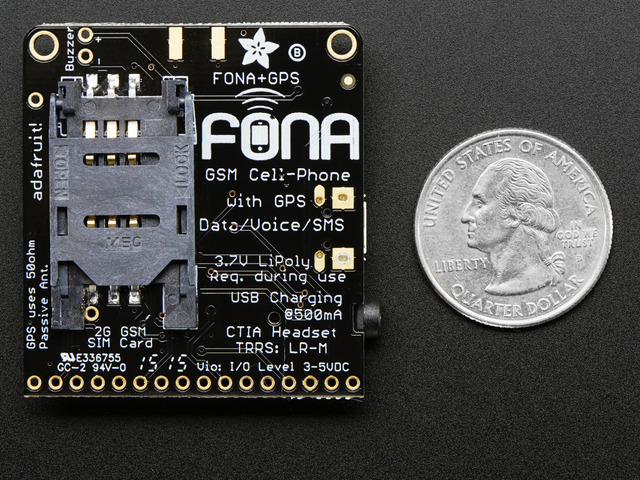 Buzzer
+
-
B
FONA+GPS
FONA
GSM Cell-Phone
with GPS
Data/Voice/SMS
3.7V LiPoly
Req. during use
USB Charging
@500mA
CTIA Headset
TRRS: LR-M
Vio: I/O Level 3-5VDC
adafruit!
OPEN
LOCK
GPS uses 50ohm
Passive Ant.
2G GSM
SIM Card
E336755
GC-2 94V-0
1515
UNITED STATES OF AMERICA
LIBERTY
IN
GOD WE
TRUST
P
QUARTER DOLLAR